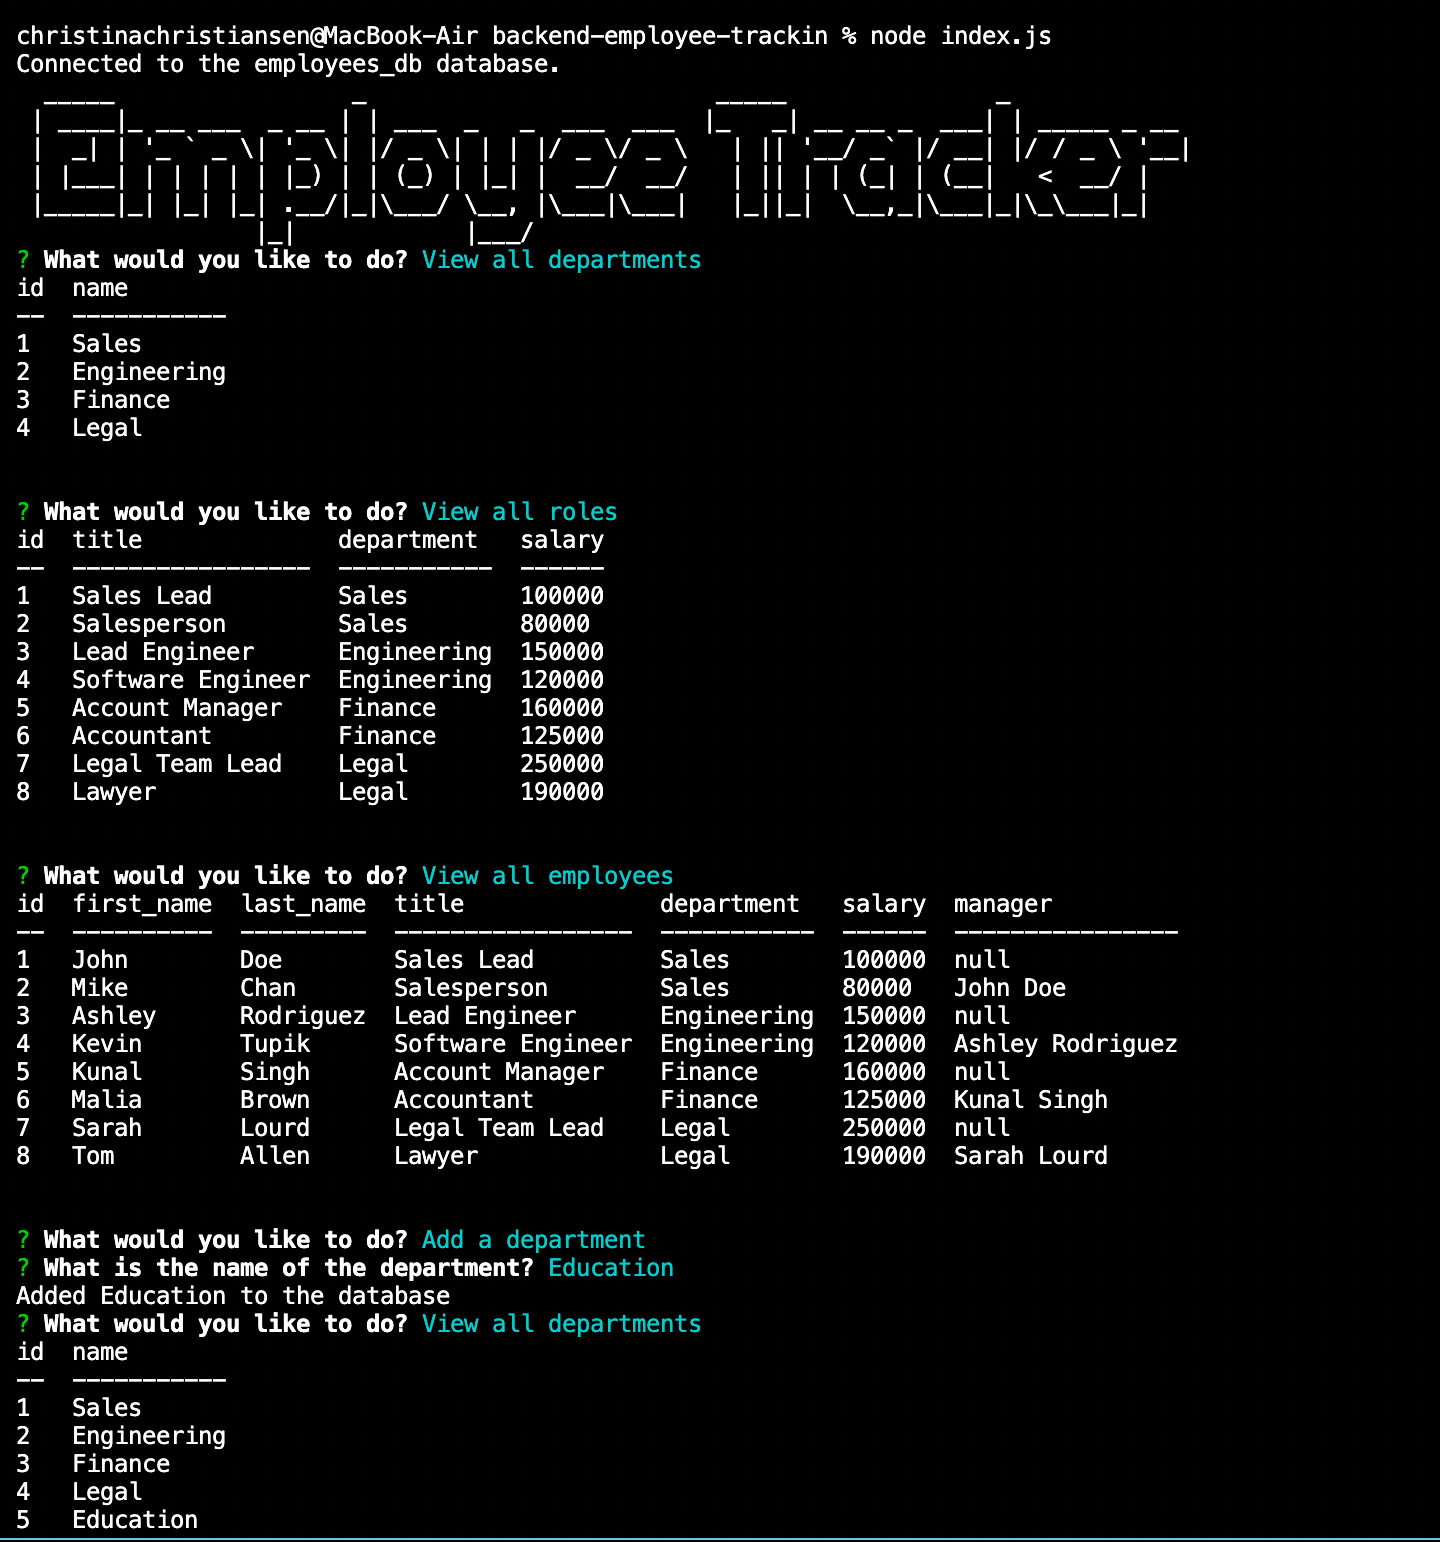 christinachristiansen@MacBook-Air backend-employee-trackin % node index.js
Connected to the employees_db database.
Employee Tracker
? What would you like to do? View all departments
id  name
--  -----------
1   Sales
2   Engineering
3   Finance
4   Legal
? What would you like to do? View all roles
id  title              department   salary
--  -----------------  -----------  ------
1   Sales Lead         Sales        100000
2   Salesperson        Sales        80000
3   Lead Engineer      Engineering  150000
4   Software Engineer  Engineering  120000
5   Account Manager    Finance      160000
6   Accountant         Finance      125000
7   Legal Team Lead    Legal        250000
8   Lawyer             Legal        190000
? What would you like to do? View all employees
id  first_name  last_name  title              department   salary  manager
--  ----------  ---------  -----------------  -----------  ------  ----------------
1   John        Doe        Sales Lead         Sales        100000  null
2   Mike        Chan       Salesperson        Sales        80000   John Doe
3   Ashley      Rodriguez  Lead Engineer      Engineering  150000  null
4   Kevin       Tupik      Software Engineer  Engineering  120000  Ashley Rodriguez
5   Kunal       Singh      Account Manager    Finance      160000  null
6   Malia       Brown      Accountant         Finance      125000  Kunal Singh
7   Sarah       Lourd      Legal Team Lead    Legal        250000  null
8   Tom         Allen      Lawyer             Legal        190000  Sarah Lourd
? What would you like to do? Add a department
? What is the name of the department? Education
Added Education to the database
? What would you like to do? View all departments
id  name
--  -----------
1   Sales
2   Engineering
3   Finance
4   Legal
5   Education